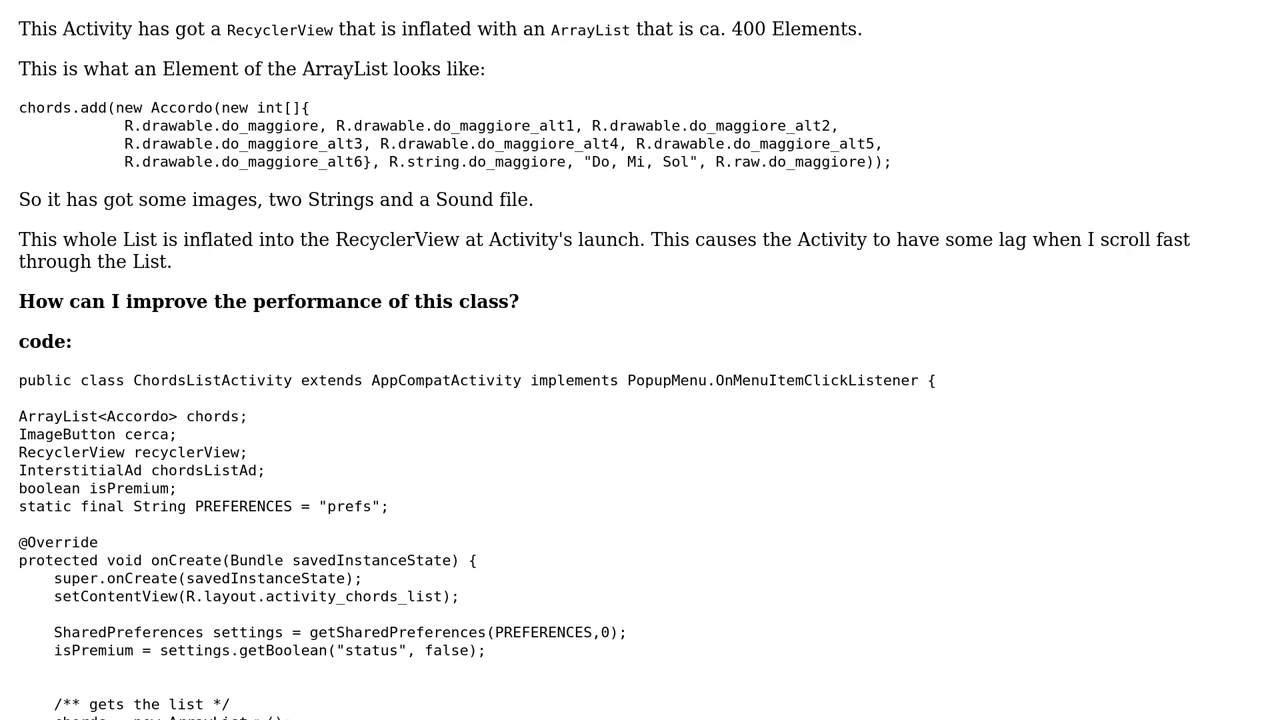 This Activity has got a RecyclerView that is inflated with an ArrayList that is ca. 400 Elements.
This is what an Element of the ArrayList looks like:
chords.add(new Accordo(new int[]{
            R.drawable.do_maggiore, R.drawable.do_maggiore_alt1, R.drawable.do_maggiore_alt2,
            R.drawable.do_maggiore_alt3, R.drawable.do_maggiore_alt4, R.drawable.do_maggiore_alt5,
            R.drawable.do_maggiore_alt6}, R.string.do_maggiore, "Do, Mi, Sol", R.raw.do_maggiore));
So it has got some images, two Strings and a Sound file.
This whole List is inflated into the RecyclerView at Activity's launch. This causes the Activity to have some lag when I scroll fast
through the List.
How can I improve the performance of this class?
code:
public class ChordsListActivity extends AppCompatActivity implements PopupMenu.OnMenuItemClickListener {
ArrayList<Accordo> chords;
ImageButton cerca;
RecyclerView recyclerView;
InterstitialAd chordsListAd;
boolean isPremium;
static final String PREFERENCES = "prefs";
@Override
protected void onCreate(Bundle savedInstanceState) {
    super.onCreate(savedInstanceState);
    setContentView(R.layout.activity_chords_list);
    SharedPreferences settings = getSharedPreferences(PREFERENCES,0);
    isPremium = settings.getBoolean("status", false);
    /** gets the list */